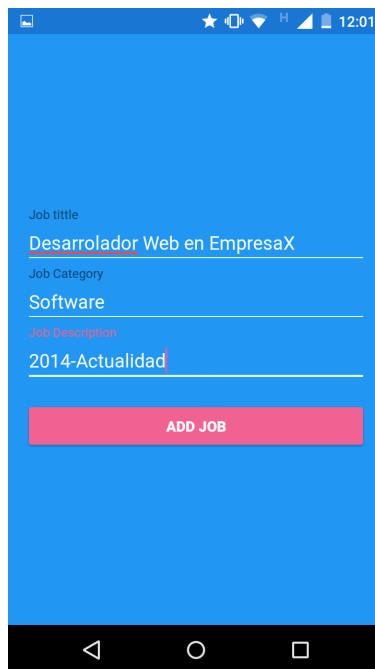 H 12:01
Job tittle
Desarrolador Web en EmpresaX
Job Category
Software
Job Description
2014-Actualidad
ADD JOB